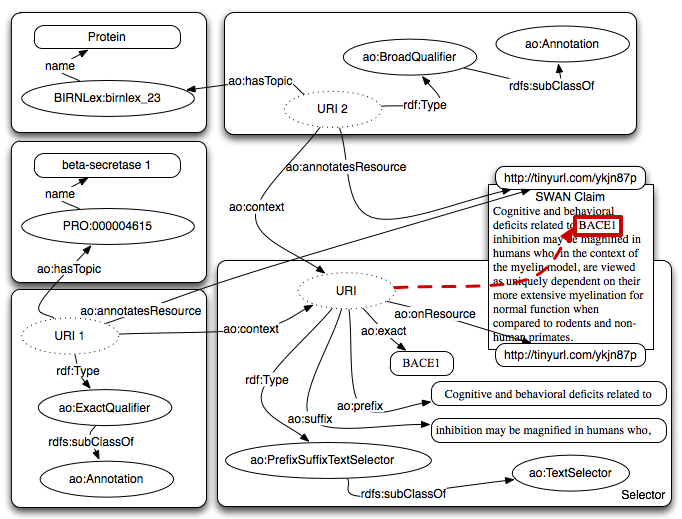 Protein
name
BIRNLex:birnlex_23
ao:hasTopic
URI 2
ao:BroadQualifier
ao:Annotation
rdfs:subClassOf
rdf:Type
beta-secretase 1
name
PRO:000004615
ao:hasTopic
ao:annotatesResource
ao:context
http://tinyurl.com/ykjn87p
SWAN Claim
Cognitive and behavioral
deficits related to BACE1
inhibition may be magnified in
humans who, in the context of
the myelin model, are viewed
as uniquely dependent on their
more extensive myelination for
normal function when
compared to rodents and non-
human primates.
http://tinyurl.com/ykjn87p
URI
ao:annotatesResource
URI 1
ao:context
ao:onResource
ao:exact
BACE1
rdf:Type
ao:ExactQualifier
rdfs:subClassOf
ao:Annotation
rdf:Type
ao:prefix
Cognitive and behavioral deficits related to
ao:suffix
inhibition may be magnified in humans who,
ao:PrefixSuffixTextSelector
rdfs:subClassOf
ao:TextSelector
Selector